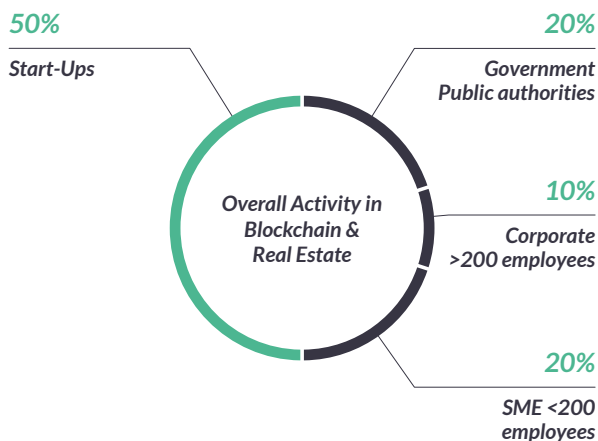 50%
Start-Ups
20%
Government
Public authorities
Overall Activity in
Blockchain &
Real Estate
10%
Corporate
>200 employees
20%
SME <200
employees